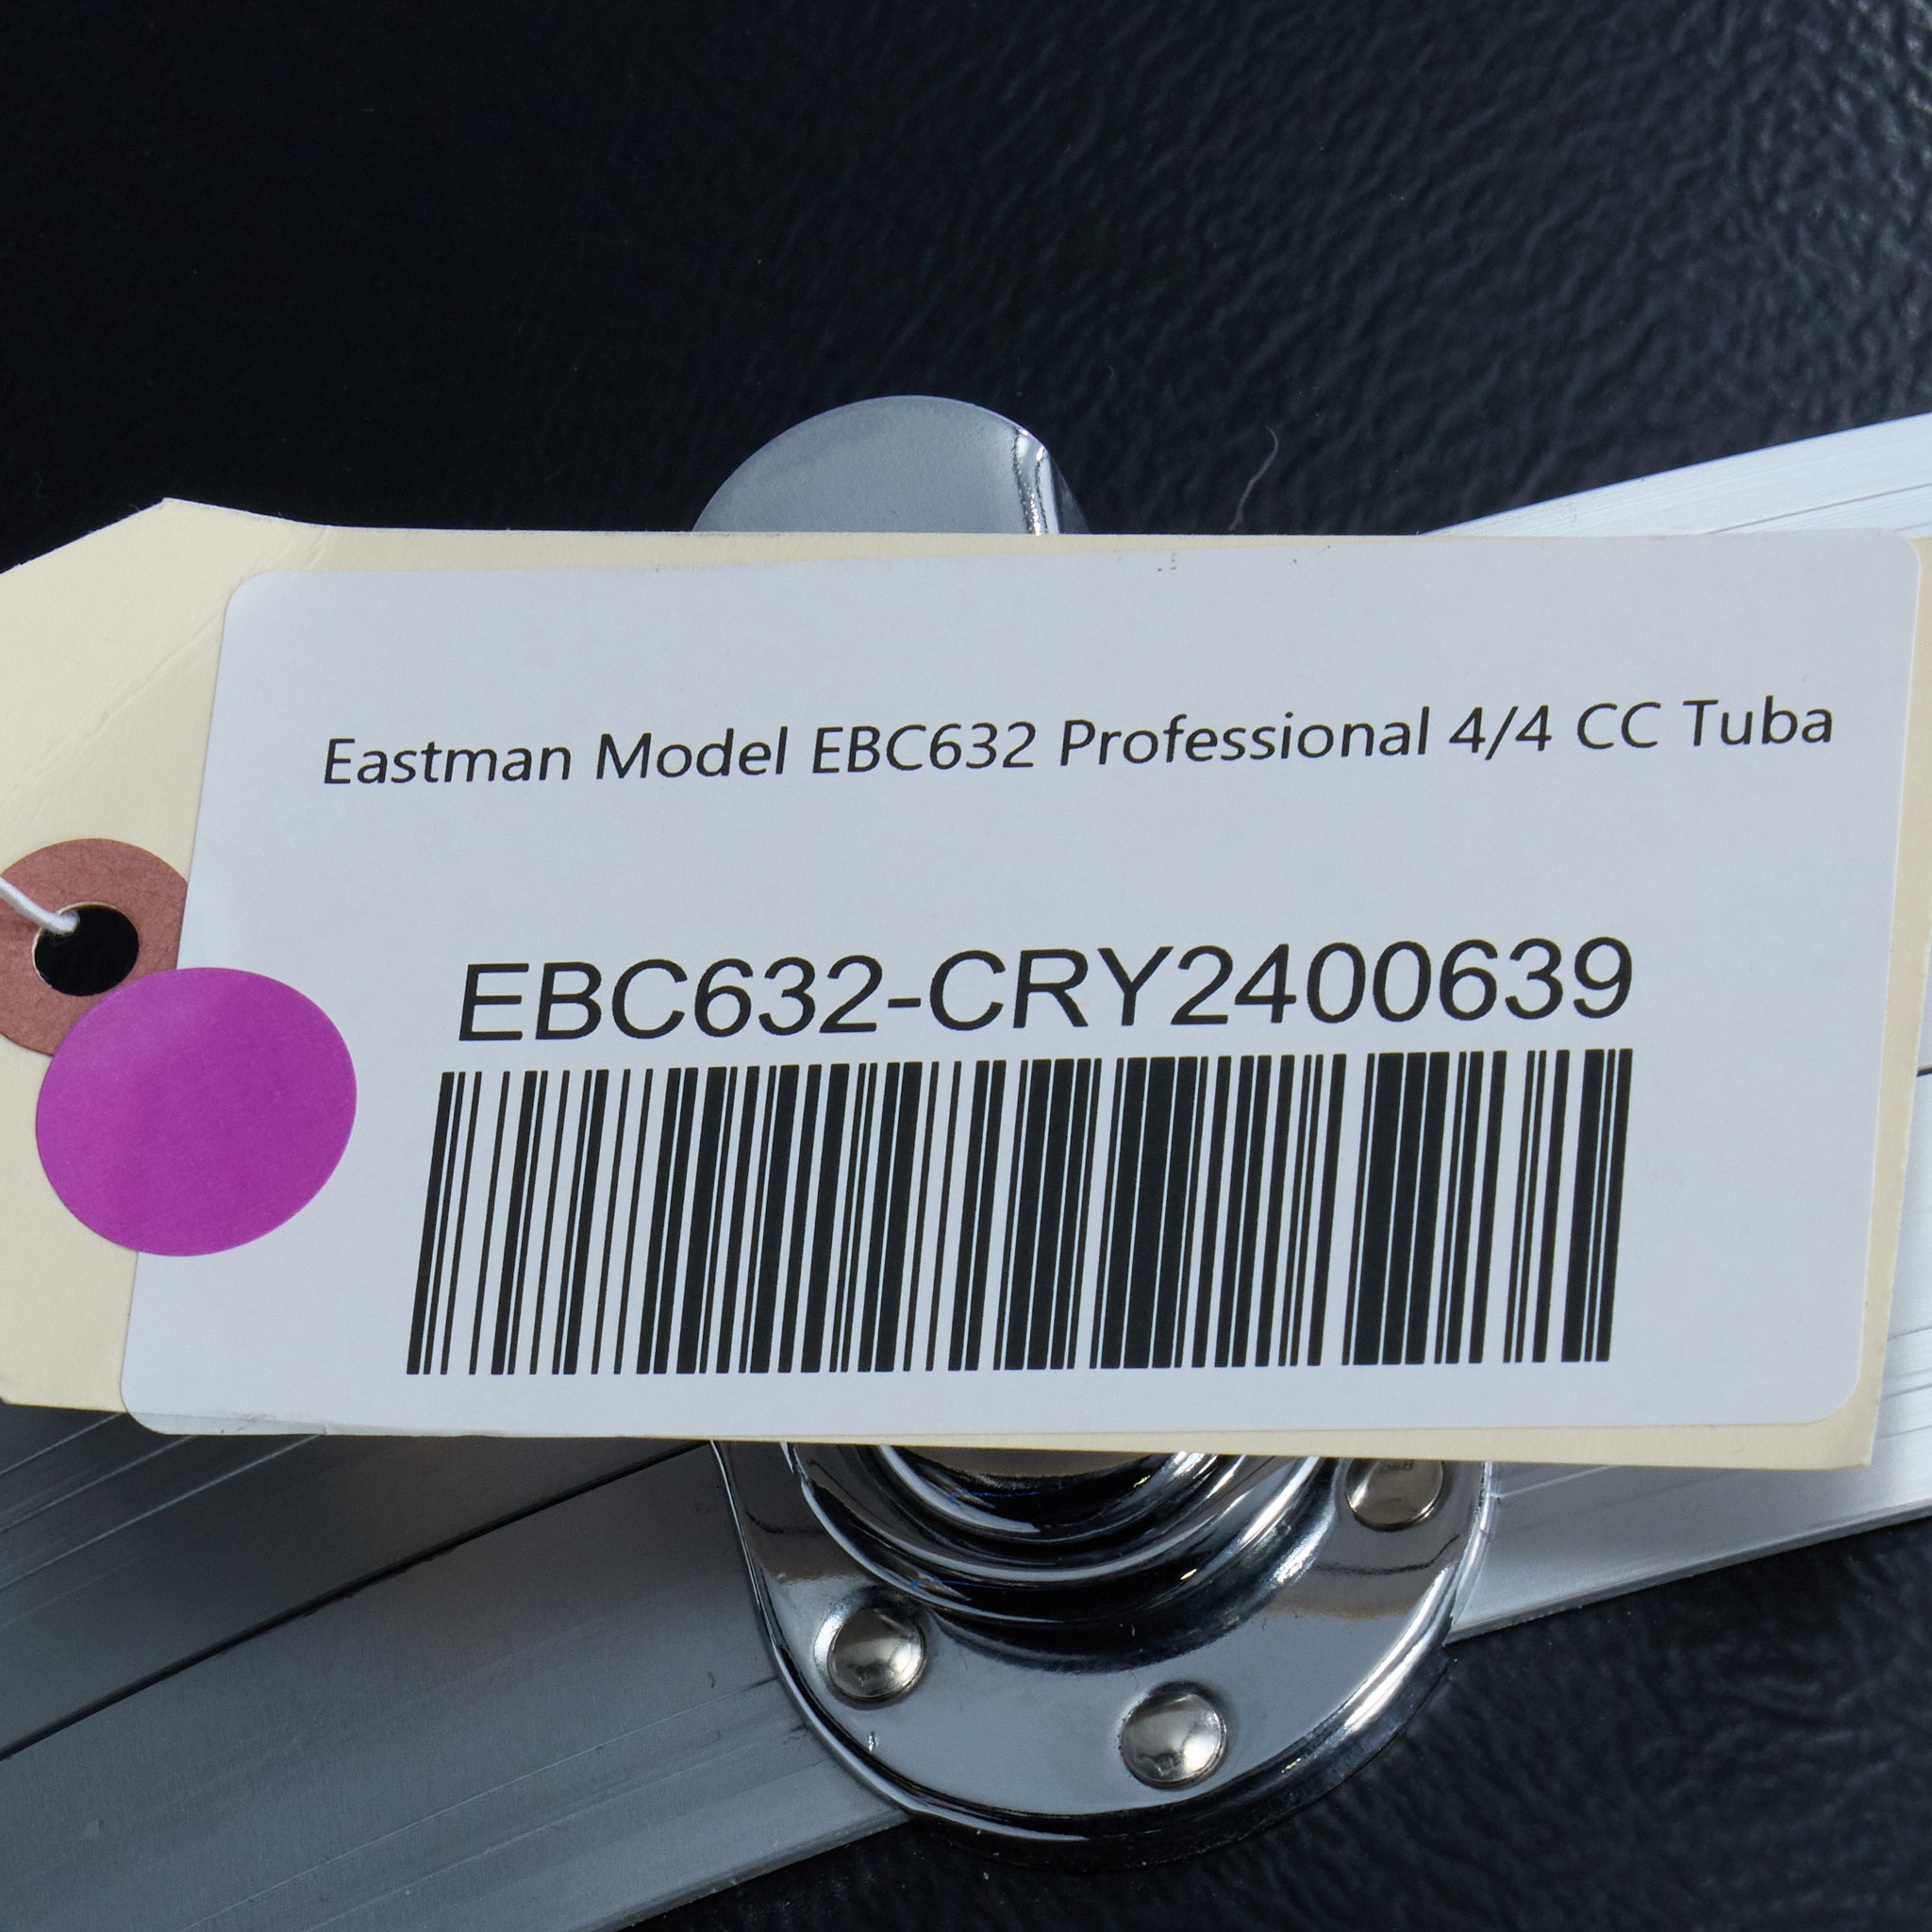 Eastman Model EBC632 Professional 4/4 CC Tuba
EBC632-CRY2400639